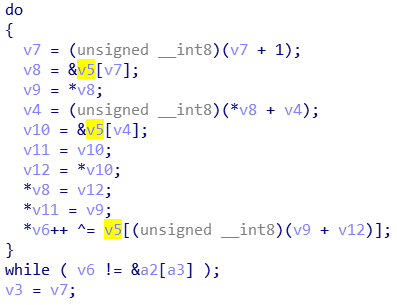 do
{
v7 = (unsigned __int8)(v7 + 1);
v8 = &v5[v7];
v9 = *v8;
v4 = (unsigned __int8)(*v8 + v4);
v10 = &v5[v4];
v11 = v10;
v12 = *v10;
*v8 = v12;
*v11 = v9;
*v6++ ^= v5[(unsigned __int8)(v9 + v12)];
}
while ( v6 != &a2[a3] );
v3 = v7;